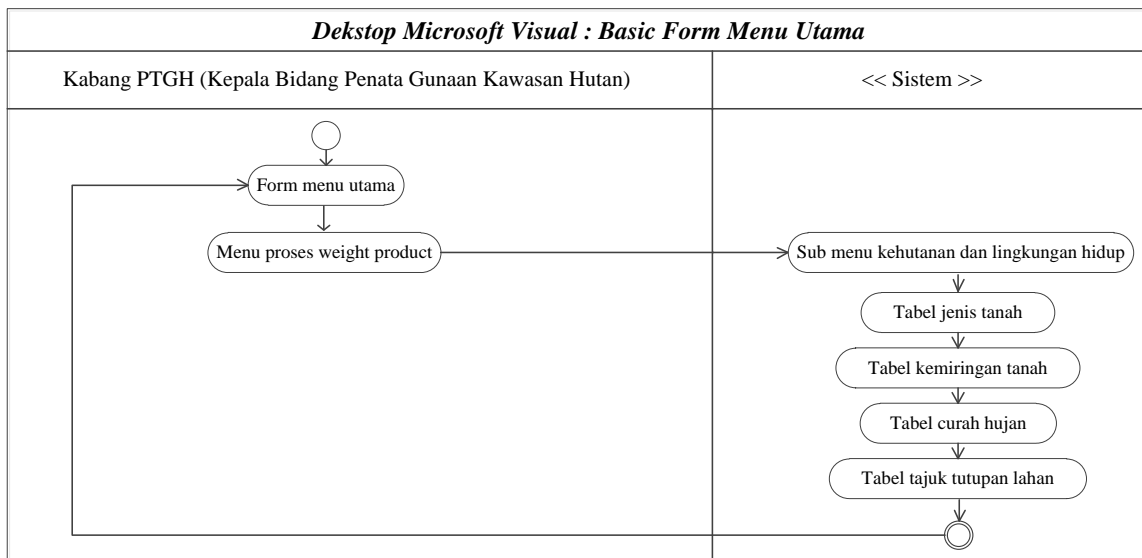 Dekstop Microsoft Visual : Basic Form Menu Utama
Kabang PTGH (Kepala Bidang Penata Gunaan Kawasan Hutan)
<< Sistem >>
Form menu utama
Menu proses weight product
Sub menu kehutanan dan lingkungan hidup
Tabel jenis tanah
Tabel kemiringan tanah
Tabel curah hujan
Tabel tajuk tutupan lahan